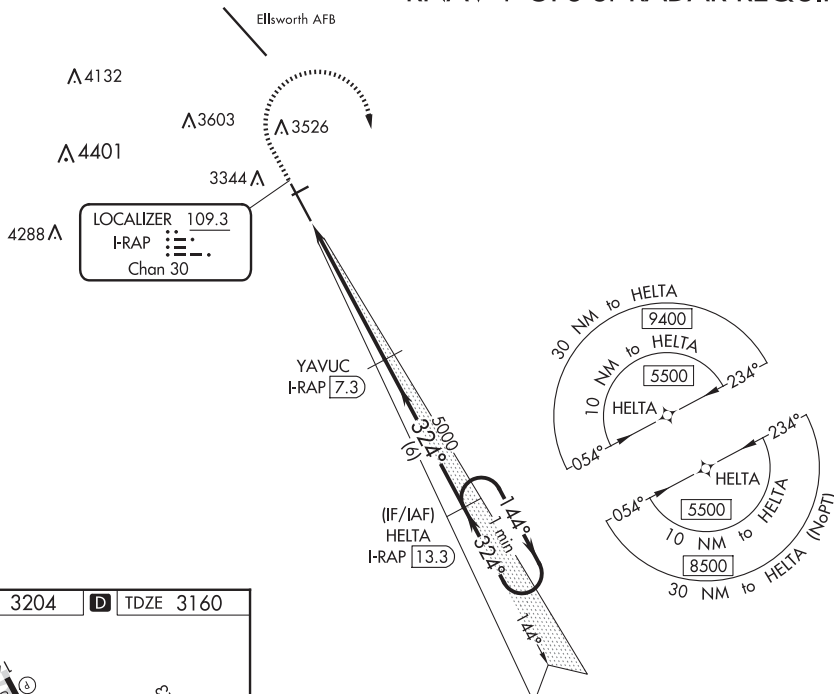 Ellsworth AFB
4132
3603
3526
4401
3344
4288
LOCALIZER 109.3
I-RAP
Chan 30
30 NM to HELTA
9400
10 NM to HELTA
5500
234°
HELTA
054°
YAVUC
I-RAP 7.3
5000
324°
(6)
234°
HELTA
054°
5500
10 NM to HELTA
8500
30 NM to HELTA (NoPT)
(IF/IAF)
HELTA
I-RAP 13.3
144°
1 min
324°
144°
3204 D TDZE 3160
P